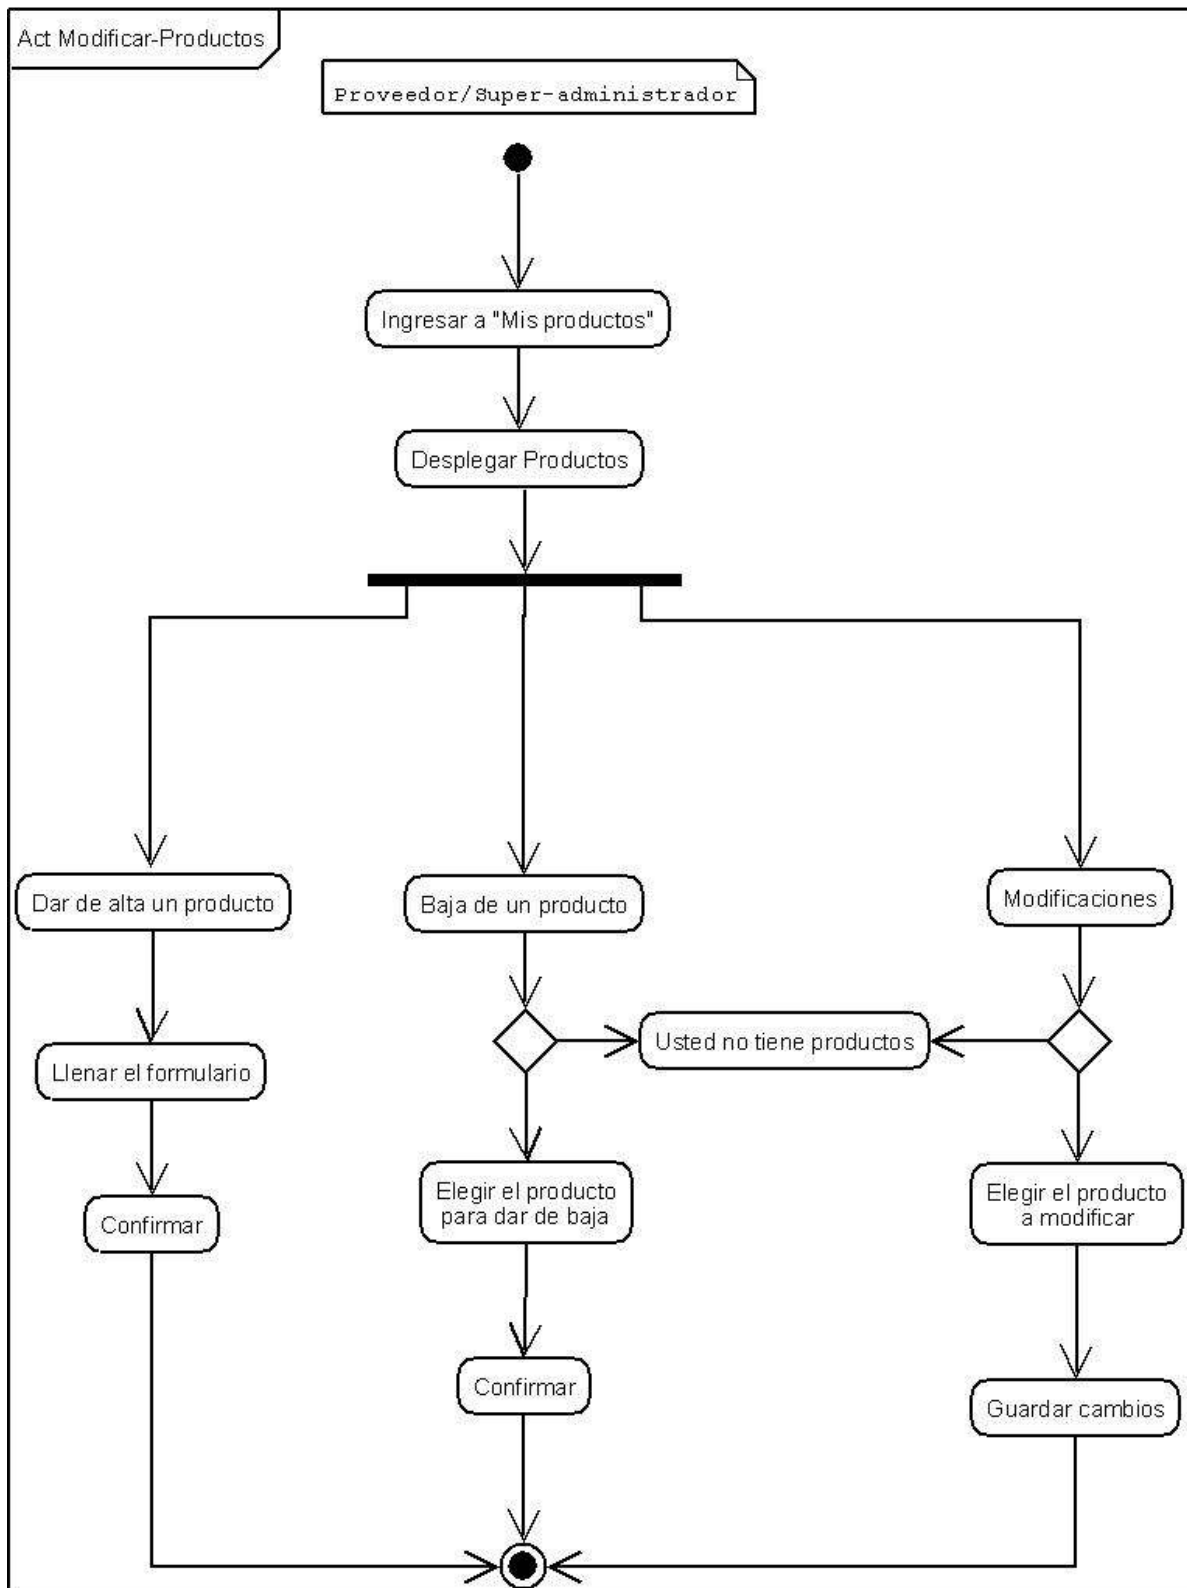 Act Modificar-Productos
Proveedor/Super-administrador
Ingresar a "Mis productos"
Desplegar Productos
Dar de alta un producto
Baja de un producto
Modificaciones
Usted no tiene productos
Llenar el formulario
Elegir el producto
para dar de baja
Elegir el producto
a modificar
Confirmar
Confirmar
Guardar cambios